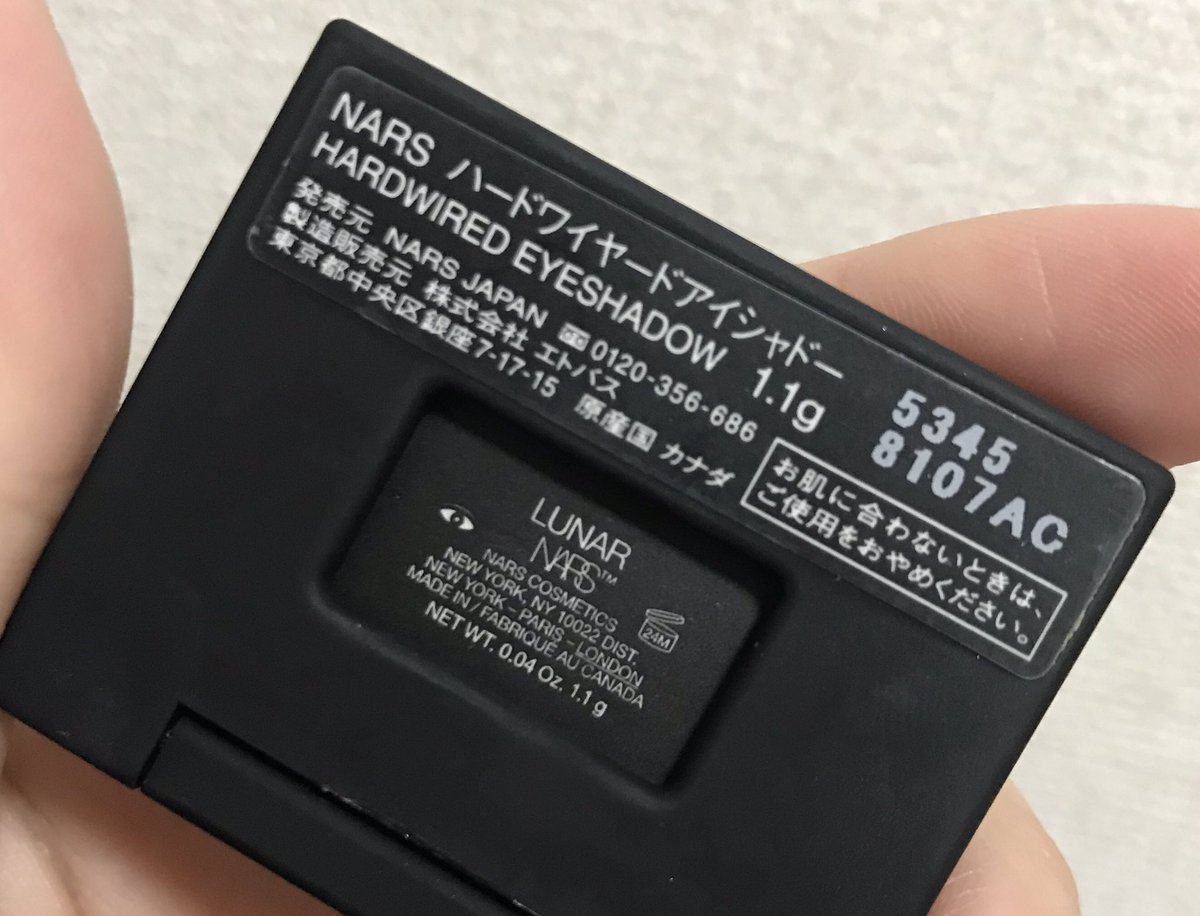 NARS ハードワイヤードアイシャドー
HARDWIRED EYESHADOW 1.1g
発売元 NARS JAPAN 0120-356-686
製造販売元 株式会社 エトバス
東京都中央区銀座7-17-15 原産国 カナダ
5345
8107AC
お肌に合わないときは、
ご使用をおやめください。
LUNAR
NARS™
NARS COSMETICS
NEW YORK, NY 10022 DIST.
NEW YORK – PARIS – LONDON
MADE IN / FABRIQUÉ AU CANADA
NET WT. 0.04 Oz. 1.1 g
24M